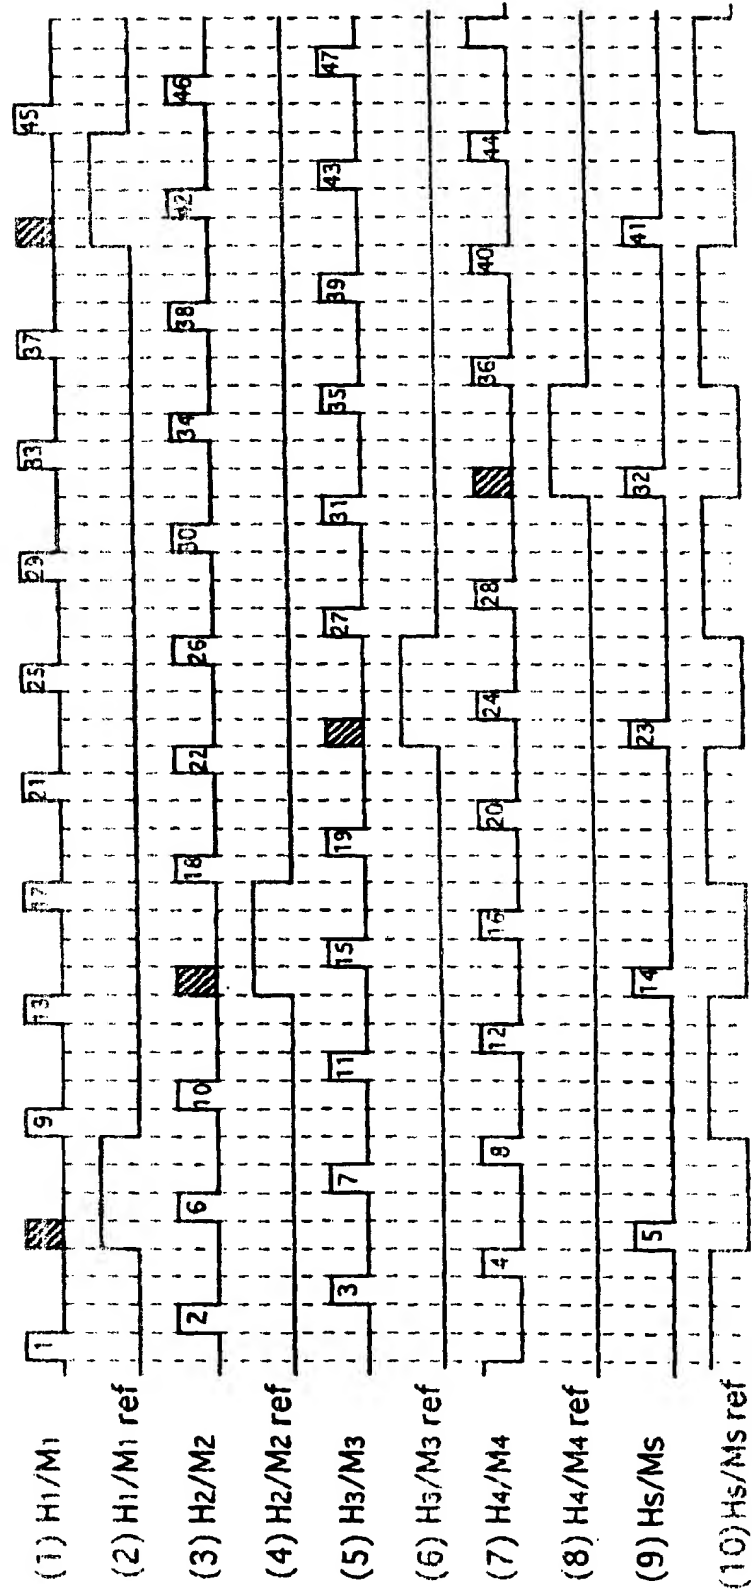 (1) H1/M1 1 9 13 17 21 25 29 33 37 45
(2) H1/M1 ref
(3) H2/M2 2 6 10 18 22 26 30 34 38 42 46
(4) H2/M2 ref
(5) H3/M3 3 7 11 15 19 27 31 35 39 43 47
(6) H3/M3 ref
(7) H4/M4 4 8 12 16 20 24 28 36 40 44
(8) H4/M4 ref
(9) Hs/Ms 5 14 23 32 41
(10) Hs/Ms ref